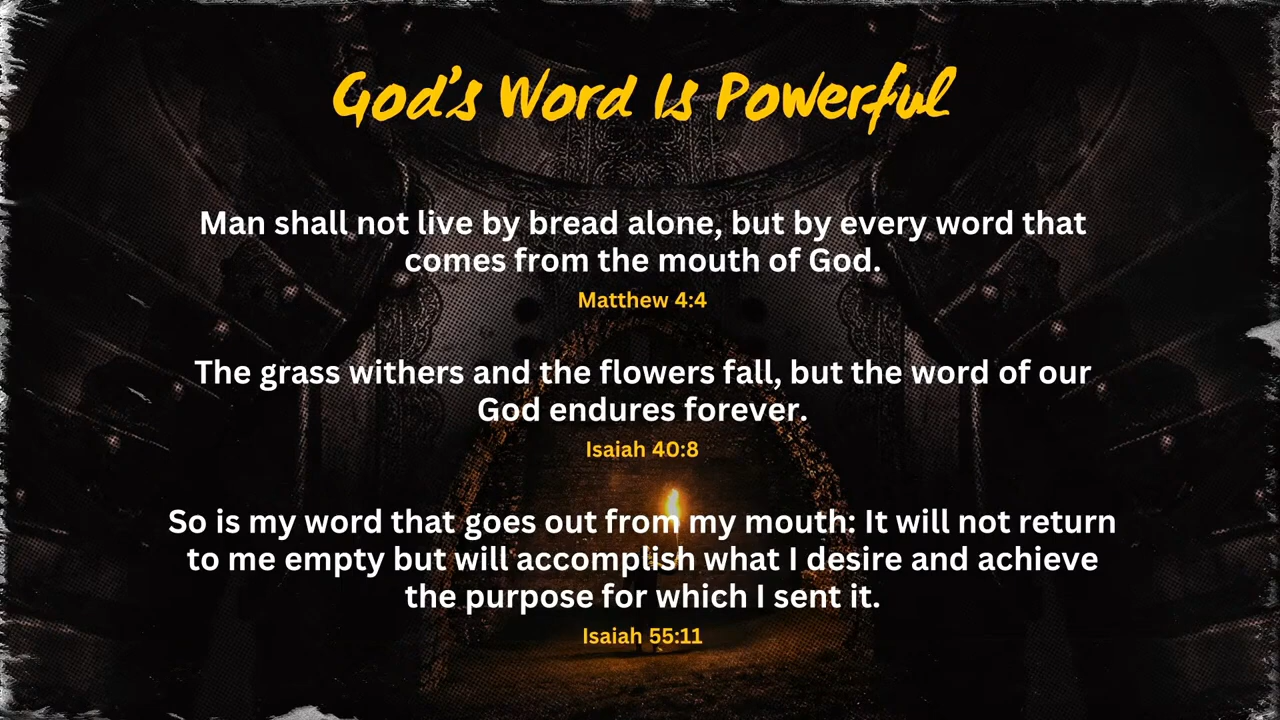 God's Word Is Powerful
Man shall not live by bread alone, but by every word that
comes from the mouth of God.
Matthew 4:4
The grass withers and the flowers fall, but the word of our
God endures forever.
Isaiah 40:8
So is my word that goes out from my mouth: It will not return
to me empty but will accomplish what I desire and achieve
the purpose for which I sent it.
Isaiah 55:11